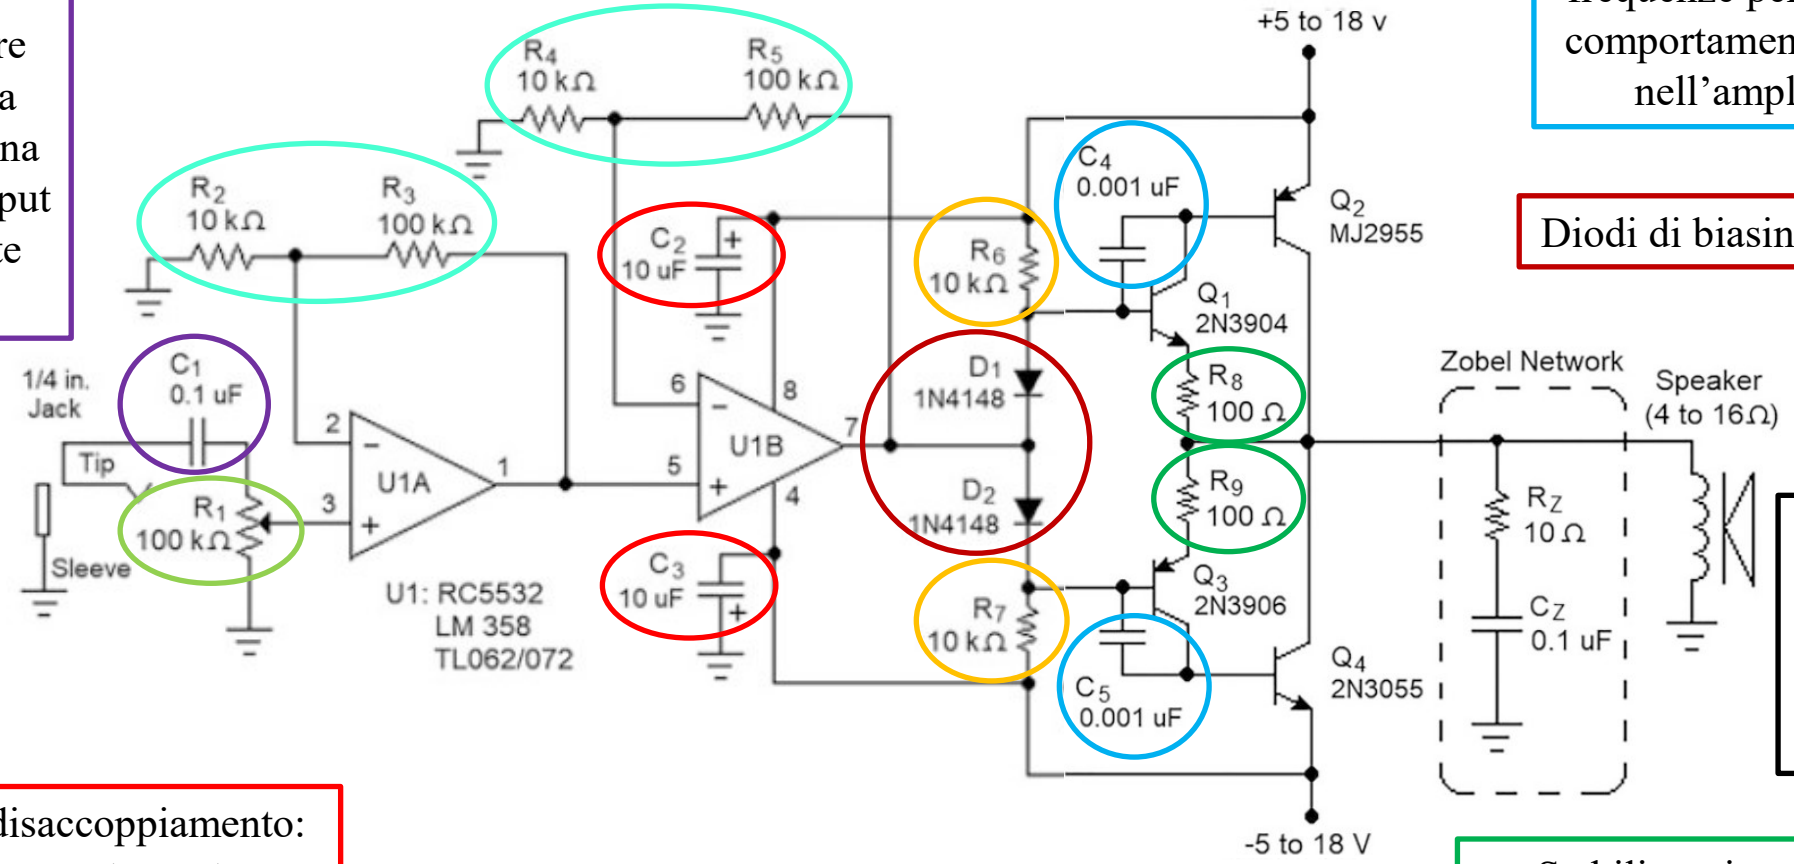 re
a
na
put
te
frequenze per
comportamen
nell'ampl
Diodi di biasin
+5 to 18 v
R4
10 kΩ
R5
100 kΩ
R2
10 kΩ
R3
100 kΩ
C4
0.001 uF
Q2
MJ2955
C2
+
10 uF
R6
10 kΩ
Q1
2N3904
C1
0.1 uF
1/4 in.
Jack
Tip
Sleeve
R1
100 kΩ
2
−
3
+
U1A
1
6
−
5
+
U1B
8
7
4
D1
1N4148
D2
1N4148
R8
100 Ω
R9
100 Ω
Zobel Network
Speaker
(4 to 16Ω)
RZ
10 Ω
CZ
0.1 uF
U1: RC5532
LM 358
TL062/072
C3
10 uF
+
R7
10 kΩ
Q3
2N3906
C5
0.001 uF
Q4
2N3055
-5 to 18 V
disaccoppiamento: